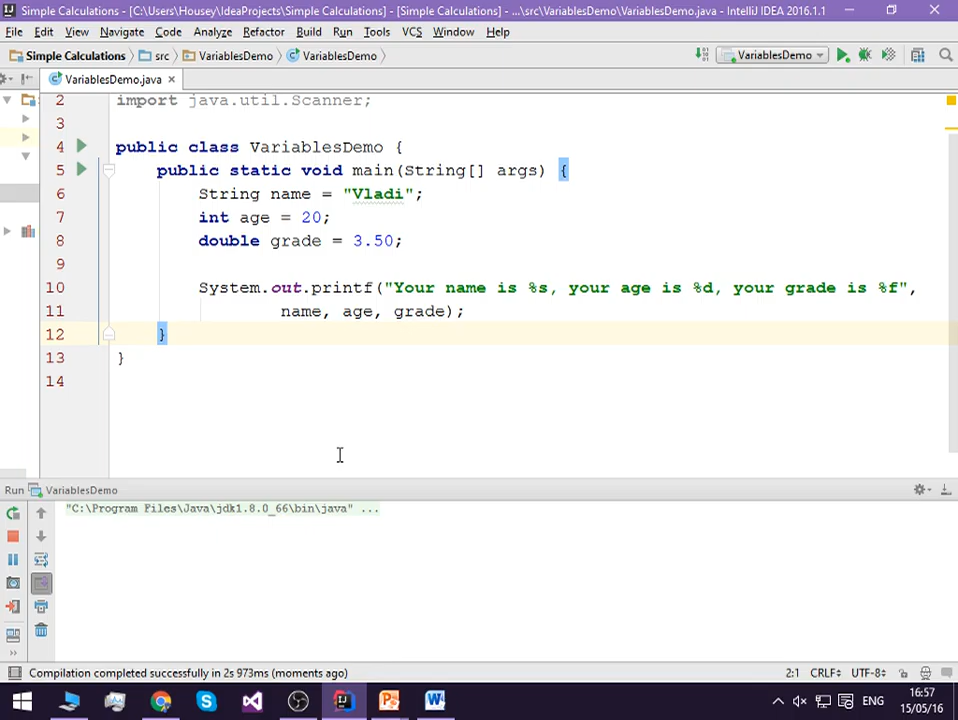 Simple Calculations - [C:\Users\Housey\IdeaProjects\Simple Calculations] - [Simple Calculations] - ...\src\VariablesDemo\VariablesDemo.java - IntelliJ IDEA 2016.1.1
File Edit View Navigate Code Analyze Refactor Build Run Tools VCS Window Help
Simple Calculations src VariablesDemo VariablesDemo VariablesDemo
VariablesDemo.java
2 import java.util.Scanner;
3
4 public class VariablesDemo {
5 public static void main(String[] args) {
6 String name = "Vladi";
7 int age = 20;
8 double grade = 3.50;
9
10 System.out.printf("Your name is %s, your age is %d, your grade is %f",
11 name, age, grade);
12 }
13 }
14
Run VariablesDemo
"C:\Program Files\Java\jdk1.8.0_66\bin\java" ...
Compilation completed successfully in 2s 973ms (moments ago) 2:1 CRLF UTF-8
ENG 16:57
15/05/16